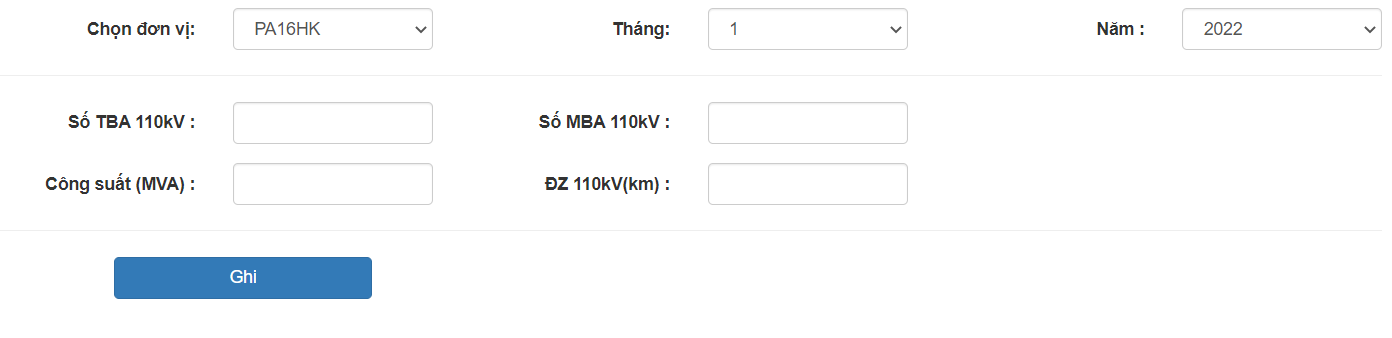 Chọn đơn vị: PA16HK Tháng: 1 Năm : 2022
Số TBA 110kV : Số MBA 110kV :
Công suất (MVA) : ĐZ 110kV(km) :
Ghi